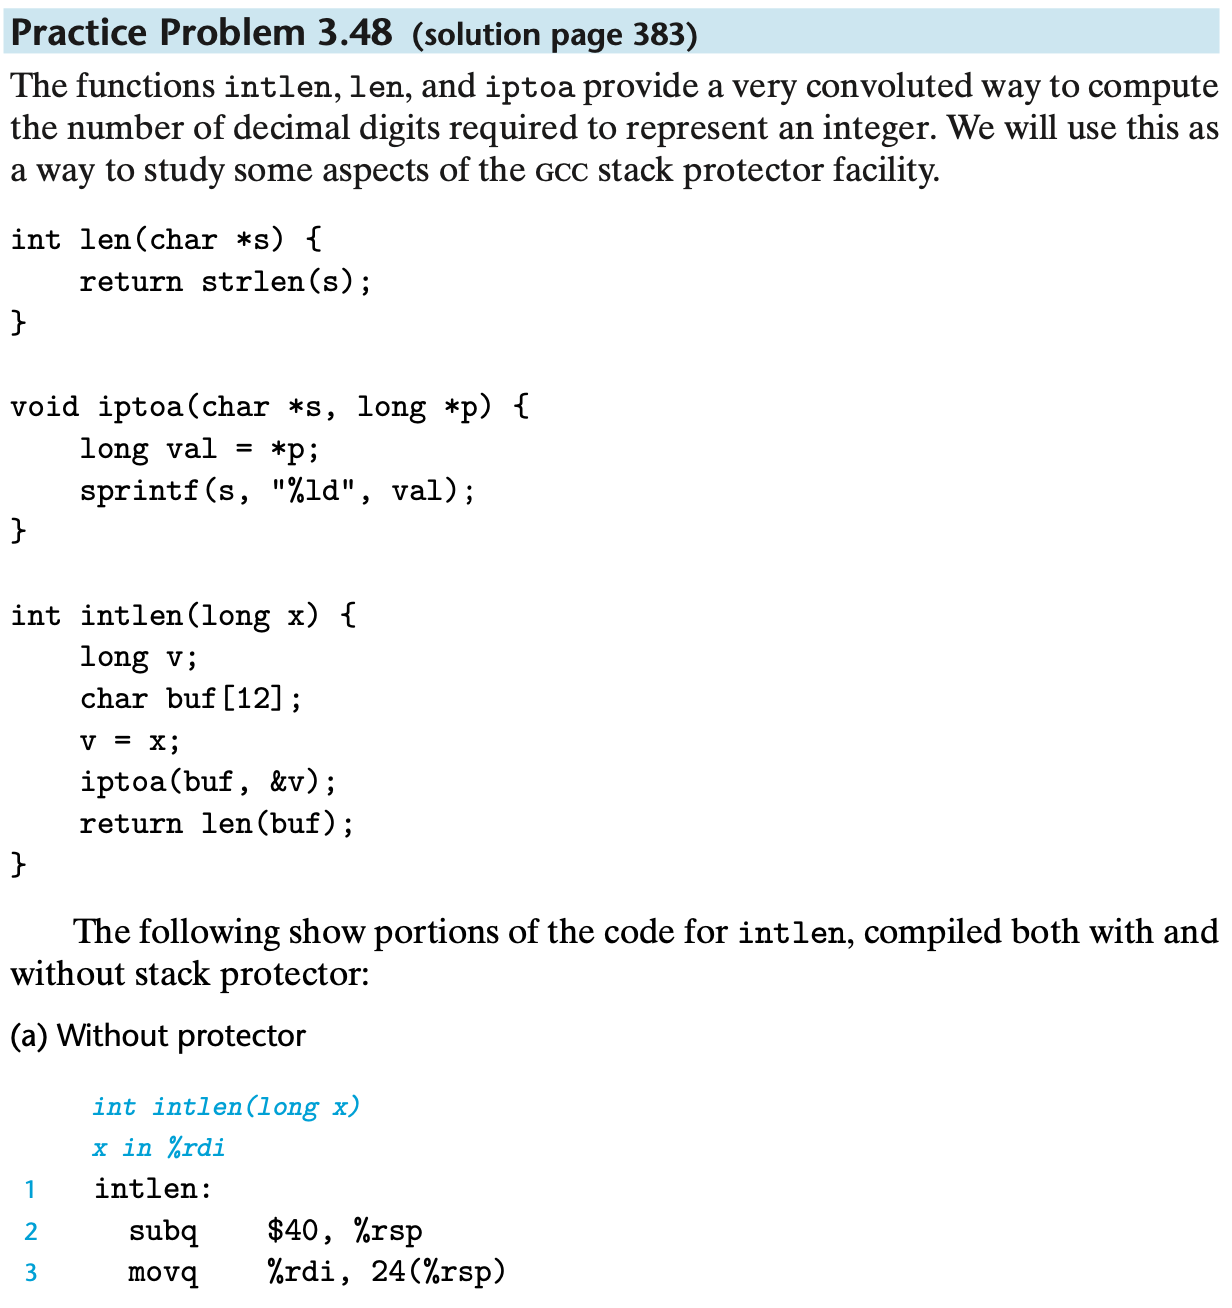 Practice Problem 3.48 (solution page 383)
The functions intlen, len, and iptoa provide a very convoluted way to compute
the number of decimal digits required to represent an integer. We will use this as
a way to study some aspects of the GCC stack protector facility.
int len(char *s) {
    return strlen(s);
}
void iptoa(char *s, long *p) {
    long val = *p;
    sprintf(s, "%ld", val);
}
int intlen(long x) {
    long v;
    char buf[12];
    v = x;
    iptoa(buf, &v);
    return len(buf);
}
The following show portions of the code for intlen, compiled both with and
without stack protector:
(a) Without protector
int intlen(long x)
x in %rdi
1 intlen:
2 subq $40, %rsp
3 movq %rdi, 24(%rsp)